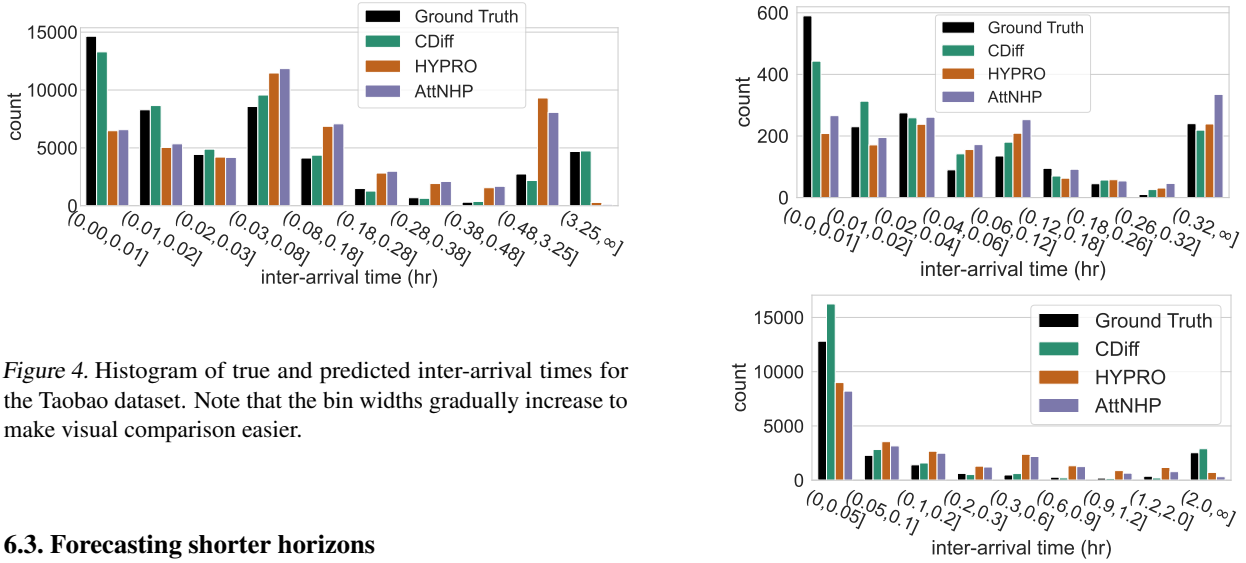 15000
10000
5000
0
count
Ground Truth
CDiff
HYPRO
AttNHP
(0.00,0.01]
(0.01,0.02]
(0.02,0.03]
(0.03,0.08]
(0.08,0.18]
(0.18,0.28]
(0.28,0.38]
(0.38,0.48]
(0.48,3.25]
(3.25,∞]
inter-arrival time (hr)
Figure 4. Histogram of true and predicted inter-arrival times for
the Taobao dataset. Note that the bin widths gradually increase to
make visual comparison easier.
6.3. Forecasting shorter horizons
600
400
200
0
count
Ground Truth
CDiff
HYPRO
AttNHP
(0.0,0.01]
(0.01,0.02]
(0.02,0.04]
(0.04,0.06]
(0.06,0.12]
(0.12,0.18]
(0.18,0.26]
(0.26,0.32]
(0.32,∞]
inter-arrival time (hr)
15000
10000
5000
0
count
Ground Truth
CDiff
HYPRO
AttNHP
(0,0.05]
(0.05,0.1]
(0.1,0.2]
(0.2,0.3]
(0.3,0.6]
(0.6,0.9]
(0.9,1.2]
(1.2,2.0]
(2.0,∞]
inter-arrival time (hr)